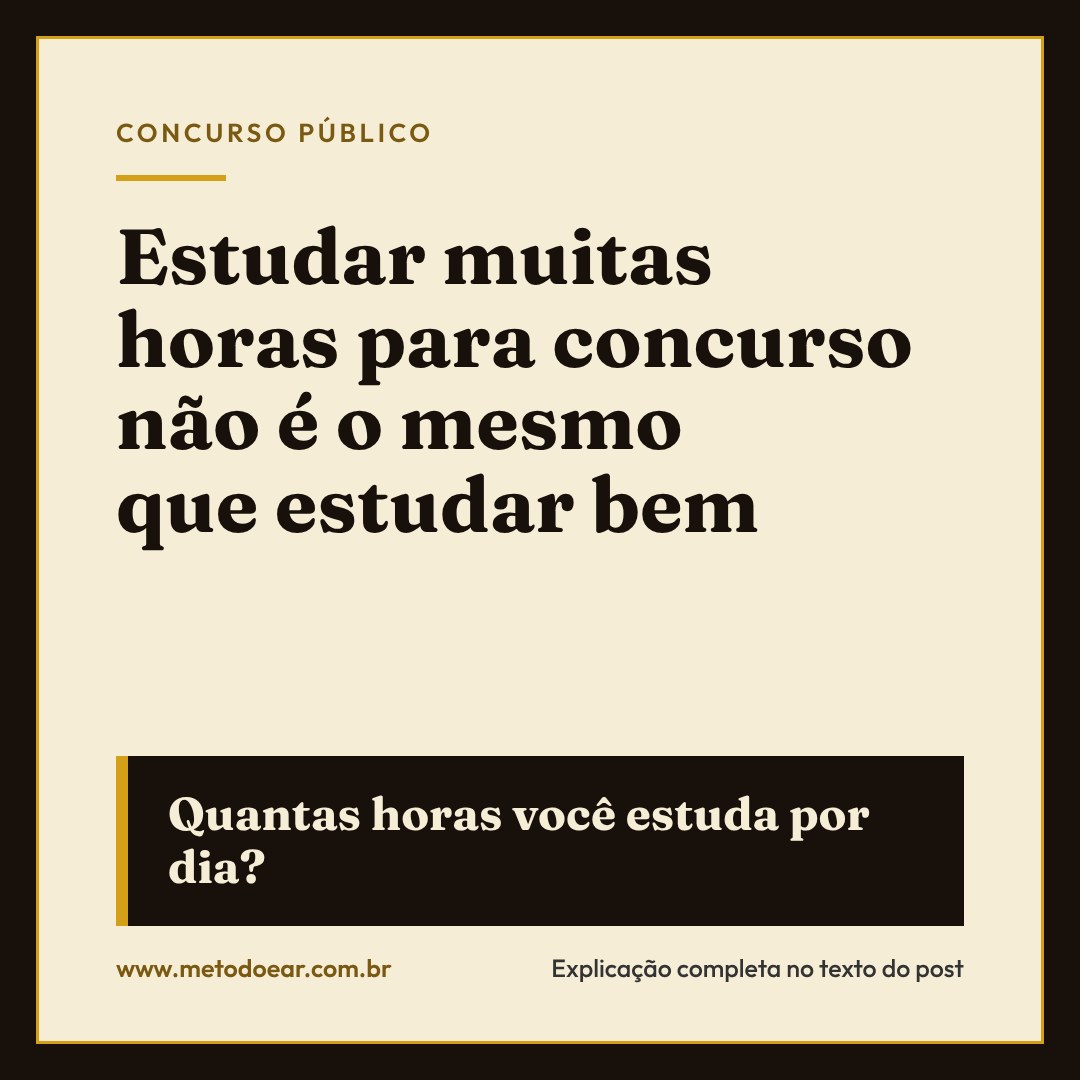 CONCURSO PÚBLICO
Estudar muitas
horas para concurso
não é o mesmo
que estudar bem
Quantas horas você estuda por
dia?
www.metodoear.com.br
Explicação completa no texto do post